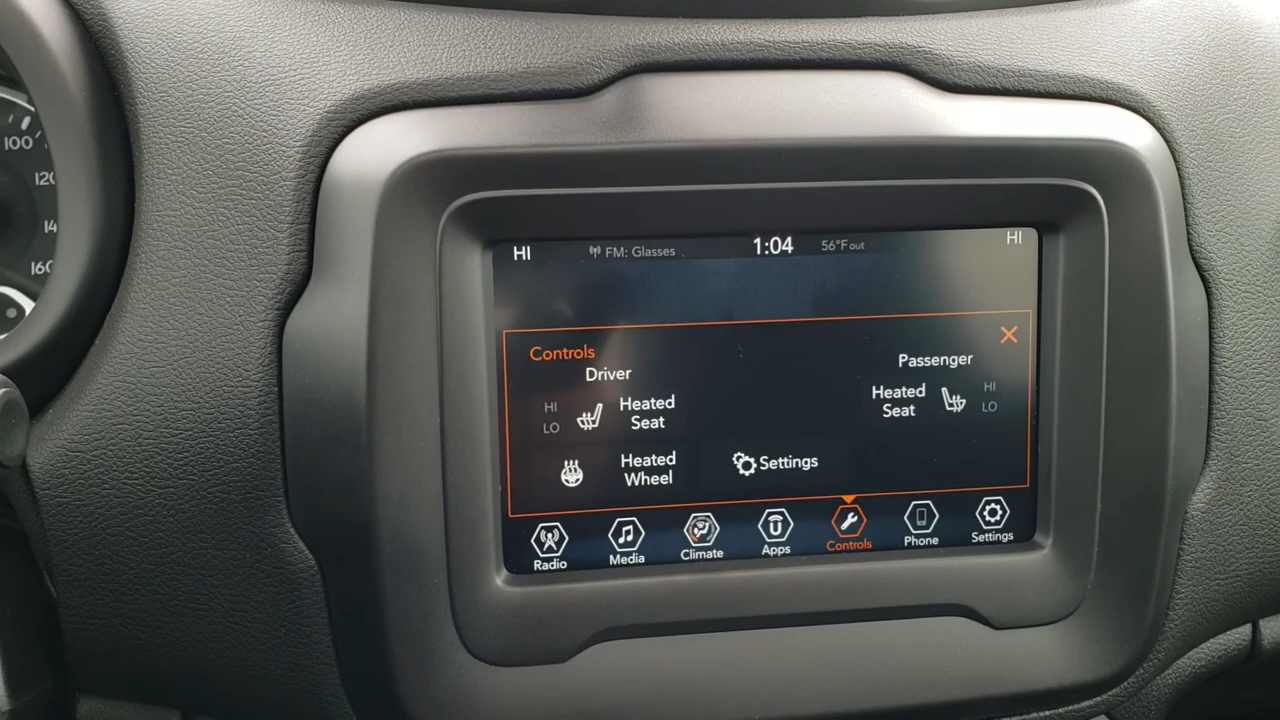 100
120
14
160
HI
FM: Glasses
1:04
56°F out
HI
Controls
Driver
HI
LO
Heated
Seat
Heated
Wheel
Settings
Passenger
Heated
Seat
HI
LO
Radio
Media
Climate
Apps
Controls
Phone
Settings